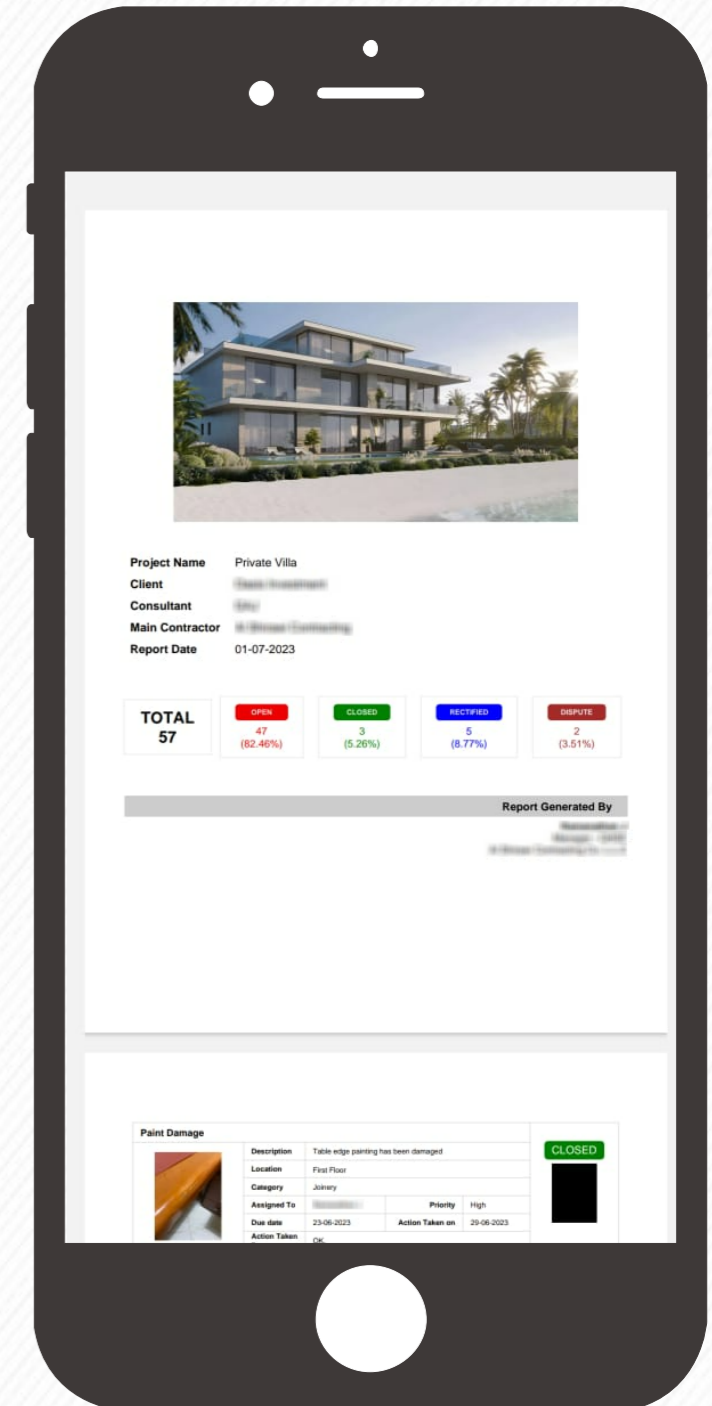 Project Name Private Villa
Client
Consultant
Main Contractor
Report Date 01-07-2023
TOTAL
57
OPEN
47
(82.46%)
CLOSED
3
(5.26%)
RECTIFIED
5
(8.77%)
DISPUTE
2
(3.51%)
Report Generated By
Paint Damage
Description Table edge painting has been damaged
Location First Floor
Category Joinery
Assigned To Priority High
Due date 23-06-2023 Action Taken on 29-06-2023
Action Taken OK,
CLOSED